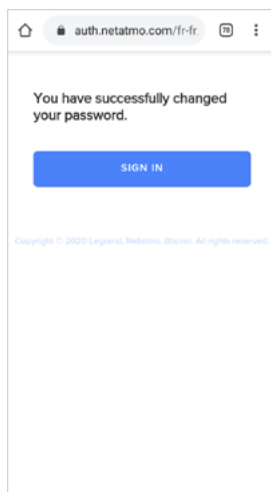 auth.netatmo.com/fr-fr
78
You have successfully changed
your password.
SIGN IN
Copyright © 2020 Legrand, Netatmo, Bticino. All rights reserved.